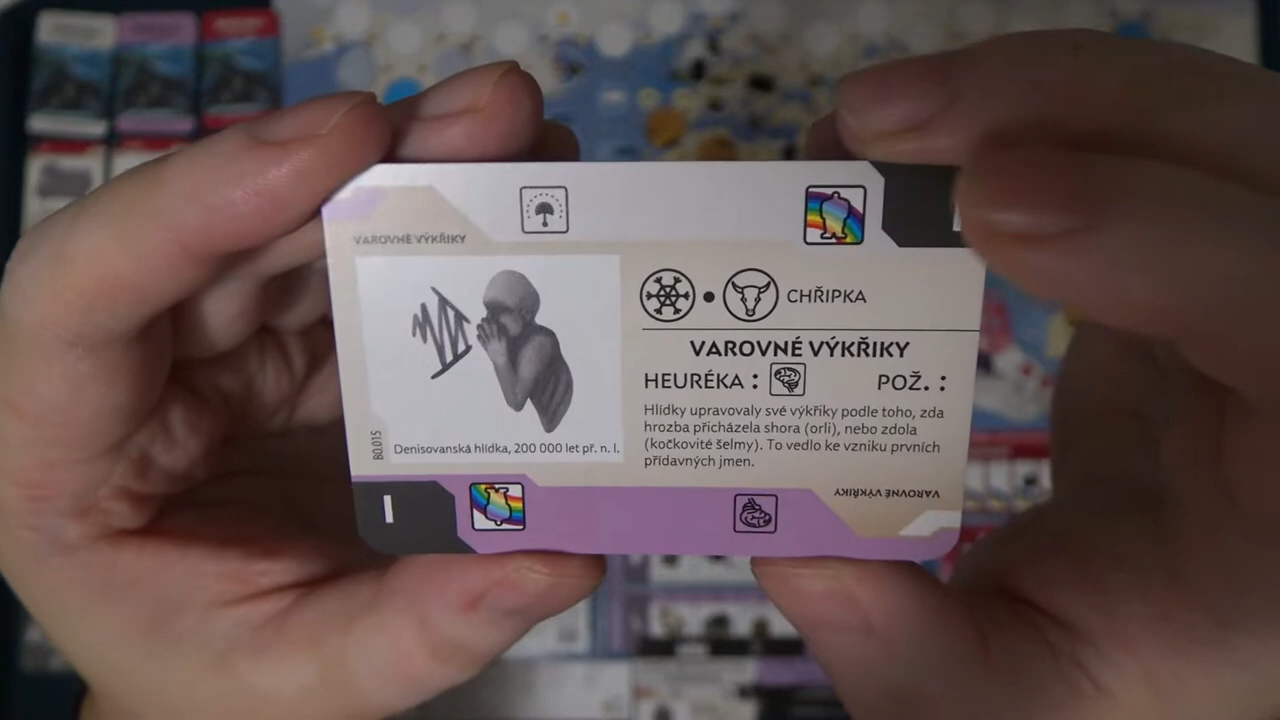 VAROVNÉ VÝKŘIKY
CHŘIPKA
VAROVNÉ VÝKŘIKY
HEURÉKA : POŽ. :
Hlídky upravovaly své výkřiky podle toho, zda
hrozba přicházela shora (orli), nebo zdola
(kočkovité šelmy). To vedlo ke vzniku prvních
přídavných jmen.
B0.015
Denisovanská hlídka, 200 000 let př. n. l.
VAROVNÉ VÝKŘIKY
I